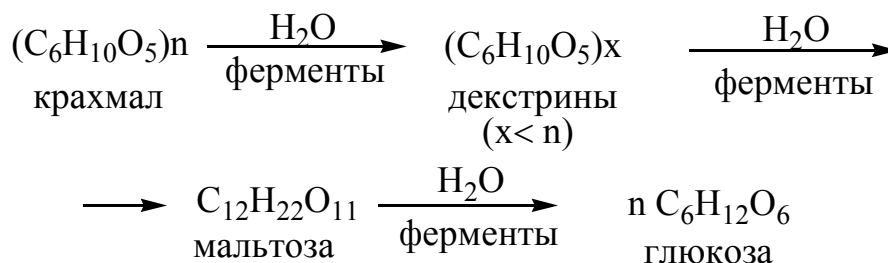 (C₆H₁₀O₅)n H₂O ферменты (C₆H₁₀O₅)x H₂O ферменты
крахмал декстрины
(x< n)
C₁₂H₂₂O₁₁ H₂O ферменты n C₆H₁₂O₆
мальтоза глюкоза